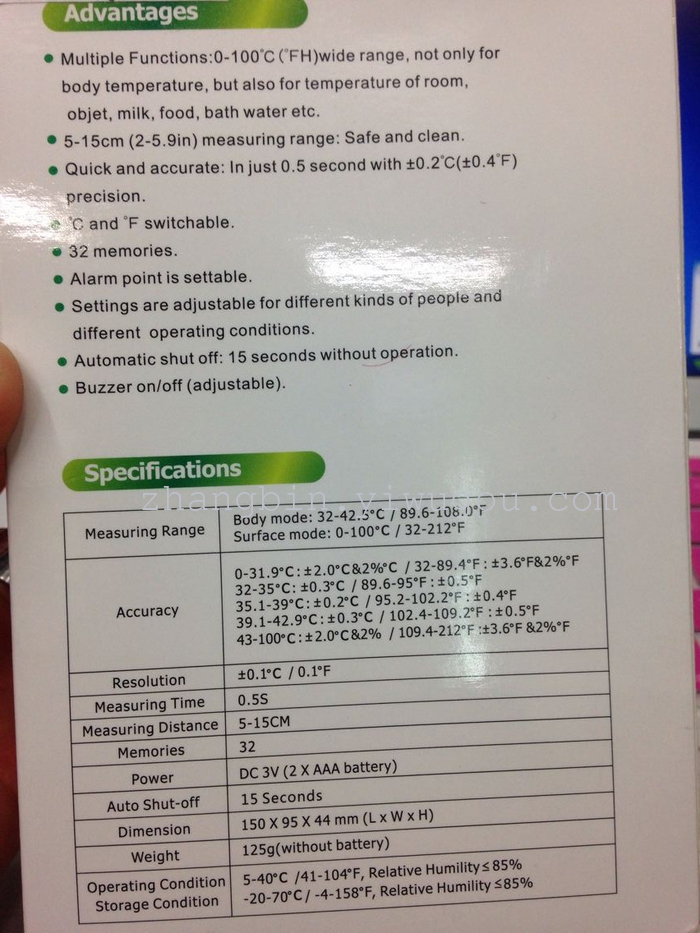 Advantages
• Multiple Functions:0-100°C (°FH)wide range, not only for
body temperature, but also for temperature of room,
objet, milk, food, bath water etc.
• 5-15cm (2-5.9in) measuring range: Safe and clean.
• Quick and accurate: In just 0.5 second with ±0.2°C(±0.4°F)
precision.
• °C and °F switchable.
• 32 memories.
• Alarm point is settable.
• Settings are adjustable for different kinds of people and
different operating conditions.
• Automatic shut off: 15 seconds without operation.
• Buzzer on/off (adjustable).
Specifications
zhangbin.yiwugou.com
Measuring Range
Body mode: 32-42.5°C / 89.6-108.0°F
Surface mode: 0-100°C / 32-212°F
Accuracy
0-31.9°C: ±2.0°C&2%°C / 32-89.4°F : ±3.6°F&2%°F
32-35°C: ±0.3°C / 89.6-95°F : ±0.5°F
35.1-39°C: ±0.2°C / 95.2-102.2°F : ±0.4°F
39.1-42.9°C: ±0.3°C / 102.4-109.2°F : ±0.5°F
43-100°C: ±2.0°C&2% / 109.4-212°F :±3.6°F &2%°F
Resolution
±0.1°C / 0.1°F
Measuring Time
0.5S
Measuring Distance
5-15CM
Memories
32
Power
DC 3V (2 X AAA battery)
Auto Shut-off
15 Seconds
Dimension
150 X 95 X 44 mm (L x W x H)
Weight
125g(without battery)
Operating Condition
5-40°C /41-104°F, Relative Humility≤85%
Storage Condition
-20-70°C / -4-158°F, Relative Humility ≤85%